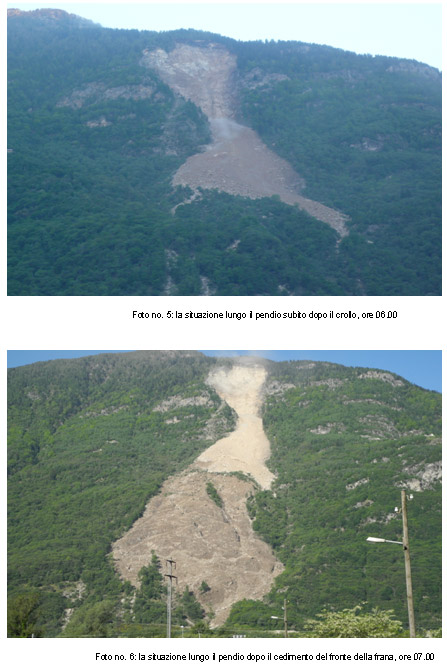 Foto no. 5: la situazione lungo il pendio subito dopo il crollo, ore 06.00
Foto no. 6: la situazione lungo il pendio dopo il cedimento del fronte della frana, ore 07.00